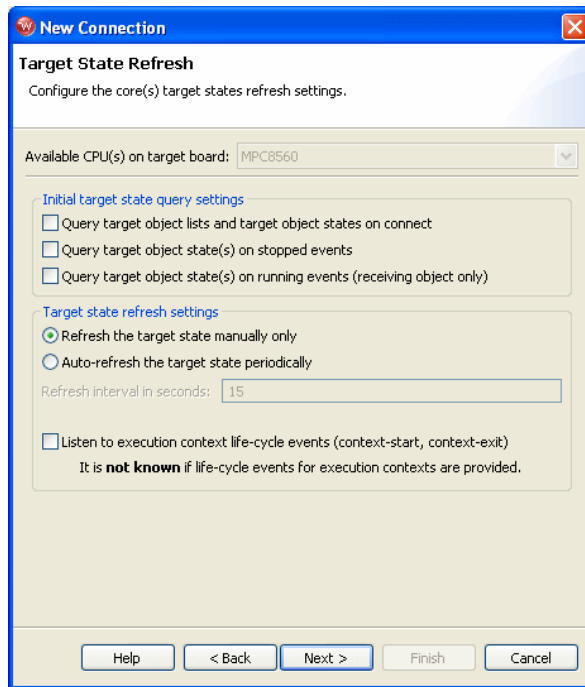 New Connection
Target State Refresh
Configure the core(s) target states refresh settings.
Available CPU(s) on target board: MPC8560
Initial target state query settings
Query target object lists and target object states on connect
Query target object state(s) on stopped events
Query target object state(s) on running events (receiving object only)
Target state refresh settings
Refresh the target state manually only
Auto-refresh the target state periodically
Refresh interval in seconds: 15
Listen to execution context life-cycle events (context-start, context-exit)
It is not known if life-cycle events for execution contexts are provided.
Help < Back Next > Finish Cancel